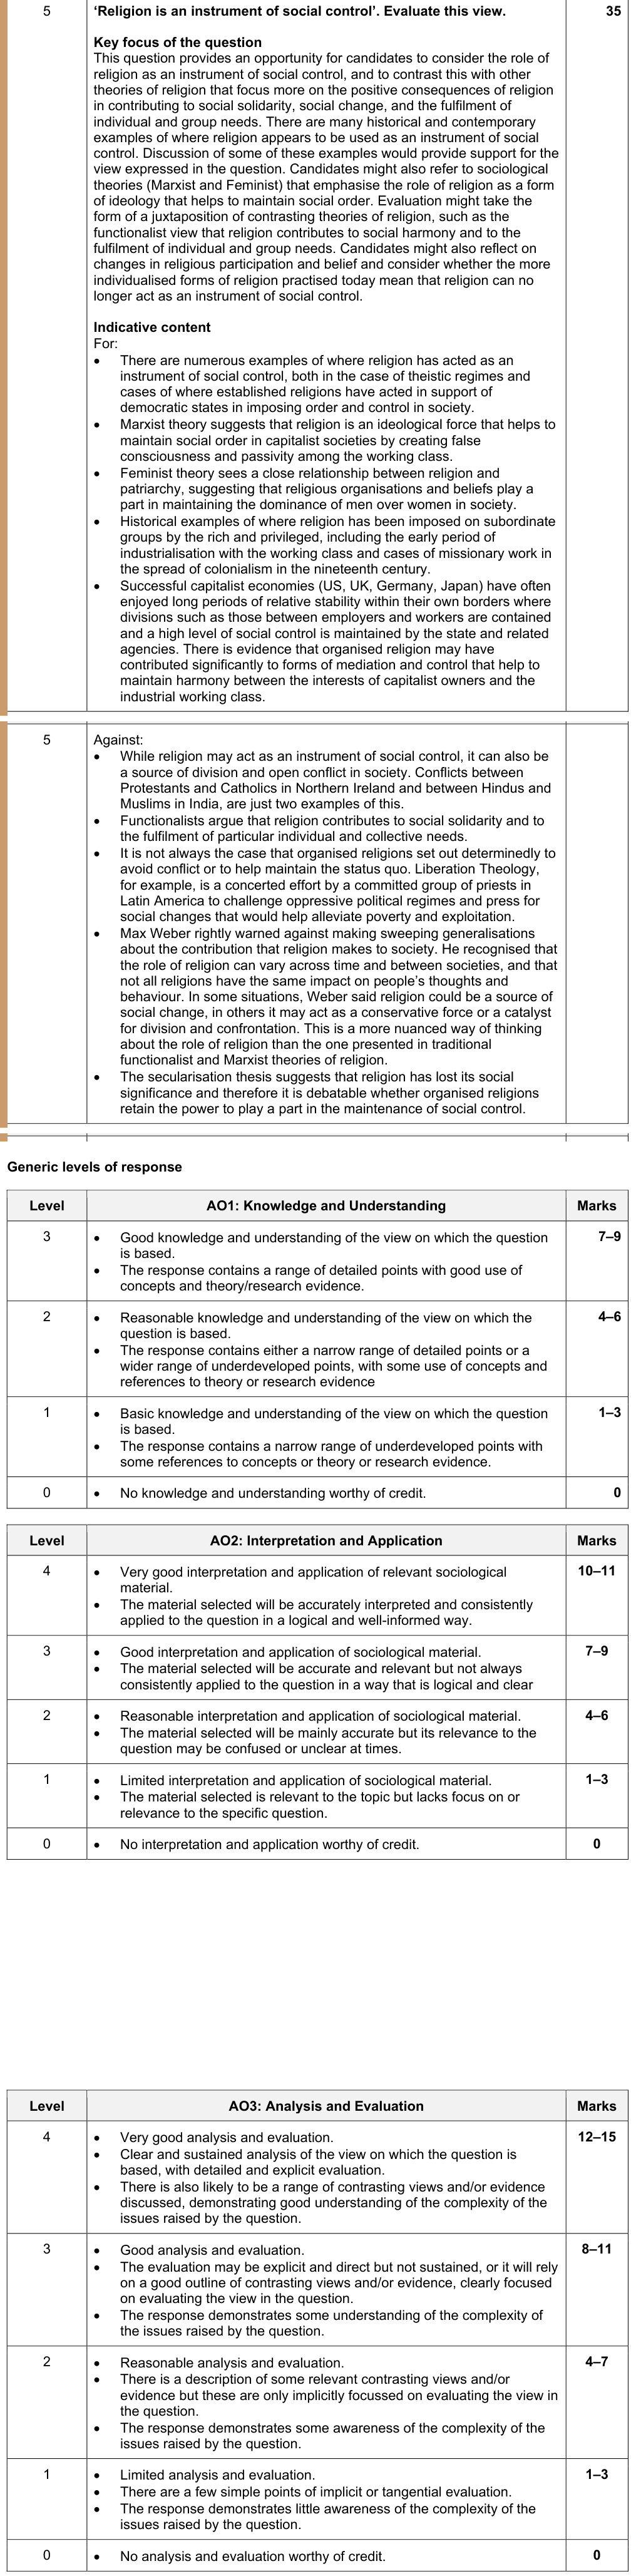 5 ‘Religion is an instrument of social control’. Evaluate this view. 35
Key focus of the question
This question provides an opportunity for candidates to consider the role of
religion as an instrument of social control, and to contrast this with other
theories of religion that focus more on the positive consequences of religion
in contributing to social solidarity, social change, and the fulfilment of
individual and group needs. There are many historical and contemporary
examples of where religion appears to be used as an instrument of social
control. Discussion of some of these examples would provide support for the
view expressed in the question. Candidates might also refer to sociological
theories (Marxist and Feminist) that emphasise the role of religion as a form
of ideology that helps to maintain social order. Evaluation might take the
form of a juxtaposition of contrasting theories of religion, such as the
functionalist view that religion contributes to social harmony and to the
fulfilment of individual and group needs. Candidates might also reflect on
changes in religious participation and belief and consider whether the more
individualised forms of religion practised today mean that religion can no
longer act as an instrument of social control.
Indicative content
For:
• There are numerous examples of where religion has acted as an
instrument of social control, both in the case of theistic regimes and
cases of where established religions have acted in support of
democratic states in imposing order and control in society.
• Marxist theory suggests that religion is an ideological force that helps to
maintain social order in capitalist societies by creating false
consciousness and passivity among the working class.
• Feminist theory sees a close relationship between religion and
patriarchy, suggesting that religious organisations and beliefs play a
part in maintaining the dominance of men over women in society.
• Historical examples of where religion has been imposed on subordinate
groups by the rich and privileged, including the early period of
industrialisation with the working class and cases of missionary work in
the spread of colonialism in the nineteenth century.
• Successful capitalist economies (US, UK, Germany, Japan) have often
enjoyed long periods of relative stability within their own borders where
divisions such as those between employers and workers are contained
and a high level of social control is maintained by the state and related
agencies. There is evidence that organised religion may have
contributed significantly to forms of mediation and control that help to
maintain harmony between the interests of capitalist owners and the
industrial working class.
5 Against:
• While religion may act as an instrument of social control, it can also be
a source of division and open conflict in society. Conflicts between
Protestants and Catholics in Northern Ireland and between Hindus and
Muslims in India, are just two examples of this.
• Functionalists argue that religion contributes to social solidarity and to
the fulfilment of particular individual and collective needs.
• It is not always the case that organised religions set out determinedly to
avoid conflict or to help maintain the status quo. Liberation Theology,
for example, is a concerted effort by a committed group of priests in
Latin America to challenge oppressive political regimes and press for
social changes that would help alleviate poverty and exploitation.
• Max Weber rightly warned against making sweeping generalisations
about the contribution that religion makes to society. He recognised that
the role of religion can vary across time and between societies, and that
not all religions have the same impact on people’s thoughts and
behaviour. In some situations, Weber said religion could be a source of
social change, in others it may act as a conservative force or a catalyst
for division and confrontation. This is a more nuanced way of thinking
about the role of religion than the one presented in traditional
functionalist and Marxist theories of religion.
• The secularisation thesis suggests that religion has lost its social
significance and therefore it is debatable whether organised religions
retain the power to play a part in the maintenance of social control.
Generic levels of response
Level AO1: Knowledge and Understanding Marks
3 • Good knowledge and understanding of the view on which the question 7–9
is based.
• The response contains a range of detailed points with good use of
concepts and theory/research evidence.
2 • Reasonable knowledge and understanding of the view on which the 4–6
question is based.
• The response contains either a narrow range of detailed points or a
wider range of underdeveloped points, with some use of concepts and
references to theory or research evidence
1 • Basic knowledge and understanding of the view on which the question 1–3
is based.
• The response contains a narrow range of underdeveloped points with
some references to concepts or theory or research evidence.
0 • No knowledge and understanding worthy of credit. 0
Level AO2: Interpretation and Application Marks
4 • Very good interpretation and application of relevant sociological 10–11
material.
• The material selected will be accurately interpreted and consistently
applied to the question in a logical and well-informed way.
3 • Good interpretation and application of sociological material. 7–9
• The material selected will be accurate and relevant but not always
consistently applied to the question in a way that is logical and clear
2 • Reasonable interpretation and application of sociological material. 4–6
• The material selected will be mainly accurate but its relevance to the
question may be confused or unclear at times.
1 • Limited interpretation and application of sociological material. 1–3
• The material selected is relevant to the topic but lacks focus on or
relevance to the specific question.
0 • No interpretation and application worthy of credit. 0
Level AO3: Analysis and Evaluation Marks
4 • Very good analysis and evaluation. 12–15
• Clear and sustained analysis of the view on which the question is
based, with detailed and explicit evaluation.
• There is also likely to be a range of contrasting views and/or evidence
discussed, demonstrating good understanding of the complexity of the
issues raised by the question.
3 • Good analysis and evaluation. 8–11
• The evaluation may be explicit and direct but not sustained, or it will rely
on a good outline of contrasting views and/or evidence, clearly focused
on evaluating the view in the question.
• The response demonstrates some understanding of the complexity of
the issues raised by the question.
2 • Reasonable analysis and evaluation. 4–7
• There is a description of some relevant contrasting views and/or
evidence but these are only implicitly focussed on evaluating the view in
the question.
• The response demonstrates some awareness of the complexity of the
issues raised by the question.
1 • Limited analysis and evaluation. 1–3
• There are a few simple points of implicit or tangential evaluation.
• The response demonstrates little awareness of the complexity of the
issues raised by the question.
0 • No analysis and evaluation worthy of credit. 0